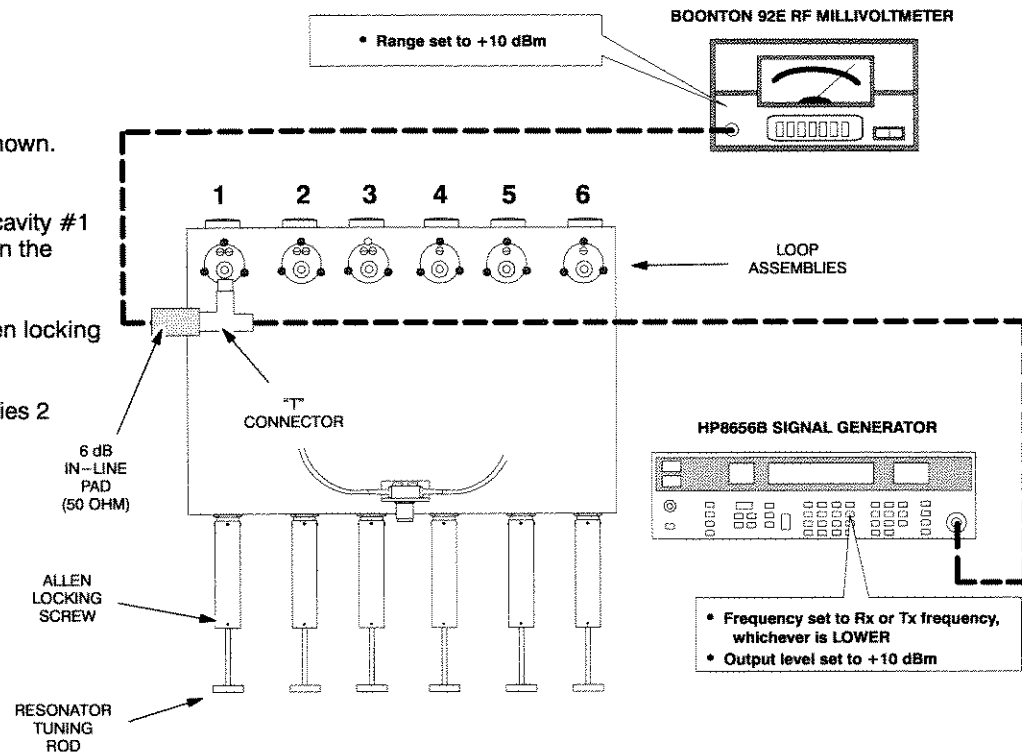 BOONTON 92E RF MILLIVOLTMETER
• Range set to +10 dBm
hown.
cavity #1
n the
en locking
ies 2
1 2 3 4 5 6
LOOP
ASSEMBLIES
"T"
CONNECTOR
6 dB
IN-LINE
PAD
(50 OHM)
HP8656B SIGNAL GENERATOR
ALLEN
LOCKING
SCREW
• Frequency set to Rx or Tx frequency,
whichever is LOWER
• Output level set to +10 dBm
RESONATOR
TUNING
ROD